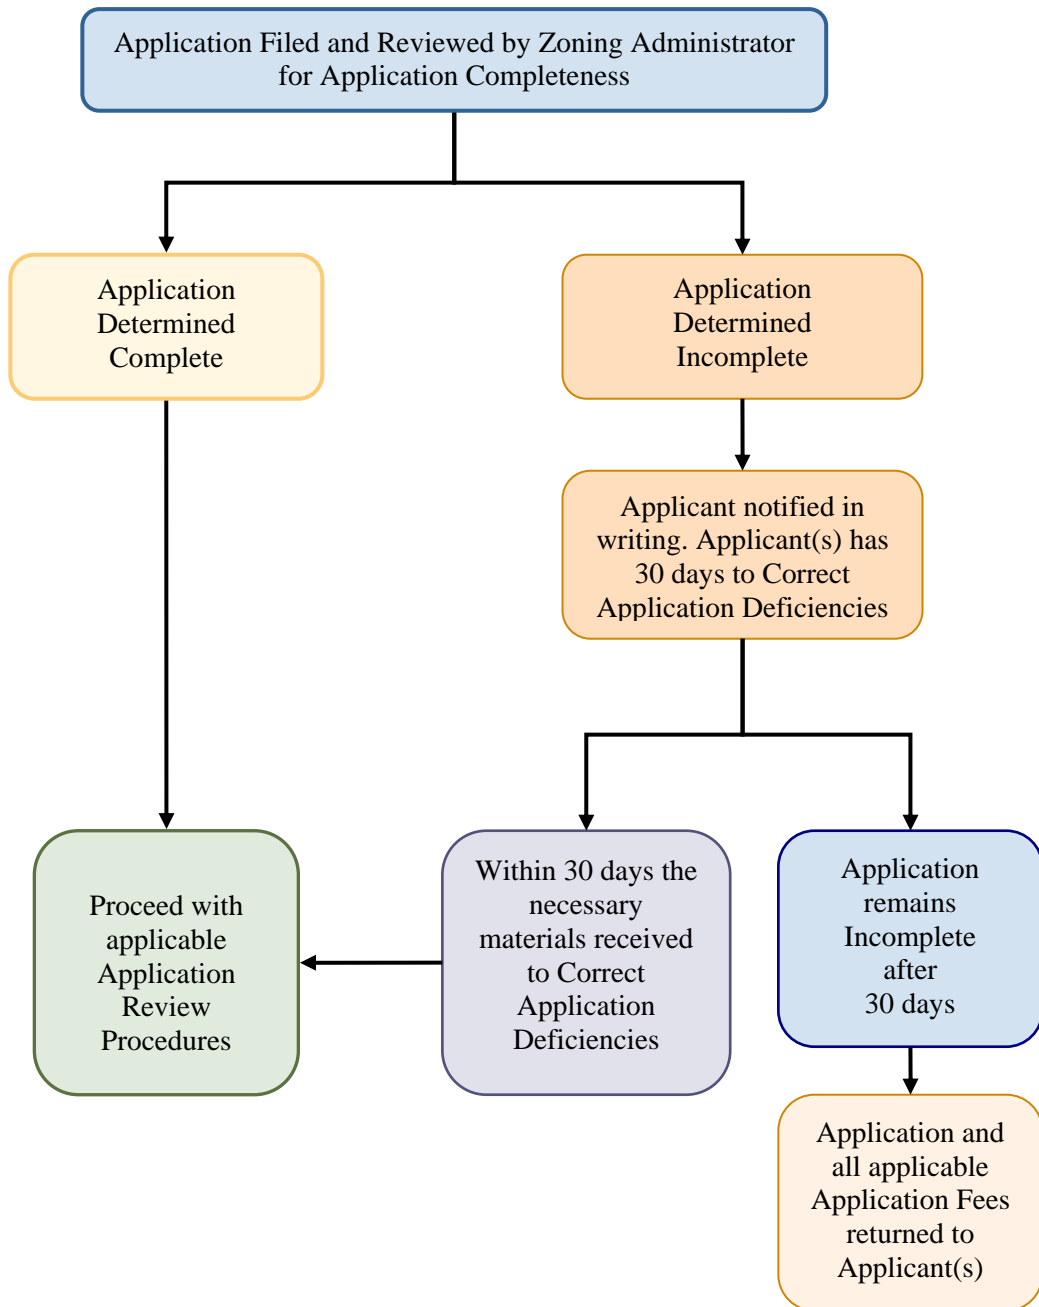 Application Filed and Reviewed by Zoning Administrator
for Application Completeness
Application
Determined
Complete
Application
Determined
Incomplete
Applicant notified in
writing. Applicant(s) has
30 days to Correct
Application Deficiencies
Proceed with
applicable
Application
Review
Procedures
Within 30 days the
necessary
materials received
to Correct
Application
Deficiencies
Application
remains
Incomplete
after
30 days
Application and
all applicable
Application Fees
returned to
Applicant(s)